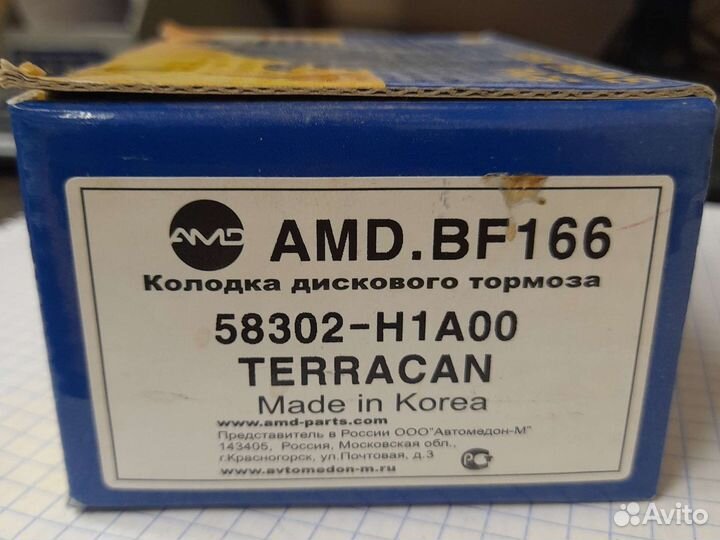 AMD
AMD.BF166
Колодка дискового тормоза
58302-H1A00
TERRACAN
Made in Korea
www.amd-parts.com
Представитель в России ООО"Автомедон-М"
143405, Россия, Московская обл.,
г.Красногорск, ул.Почтовая, д.3
www.avtomedon-m.ru
Avito